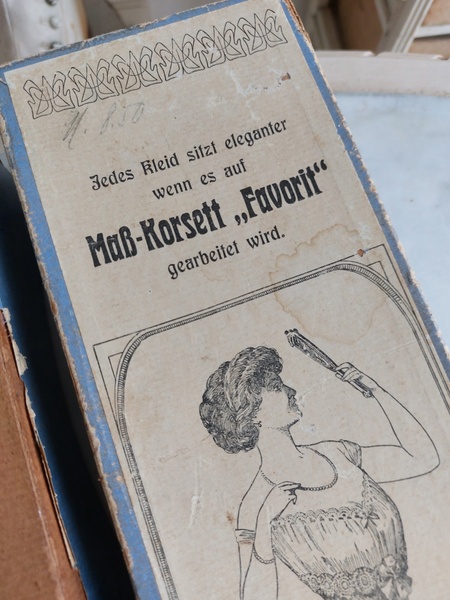 Jedes Kleid sitzt eleganter
wenn es auf
Maß-Korsett „Favorit“
gearbeitet wird.